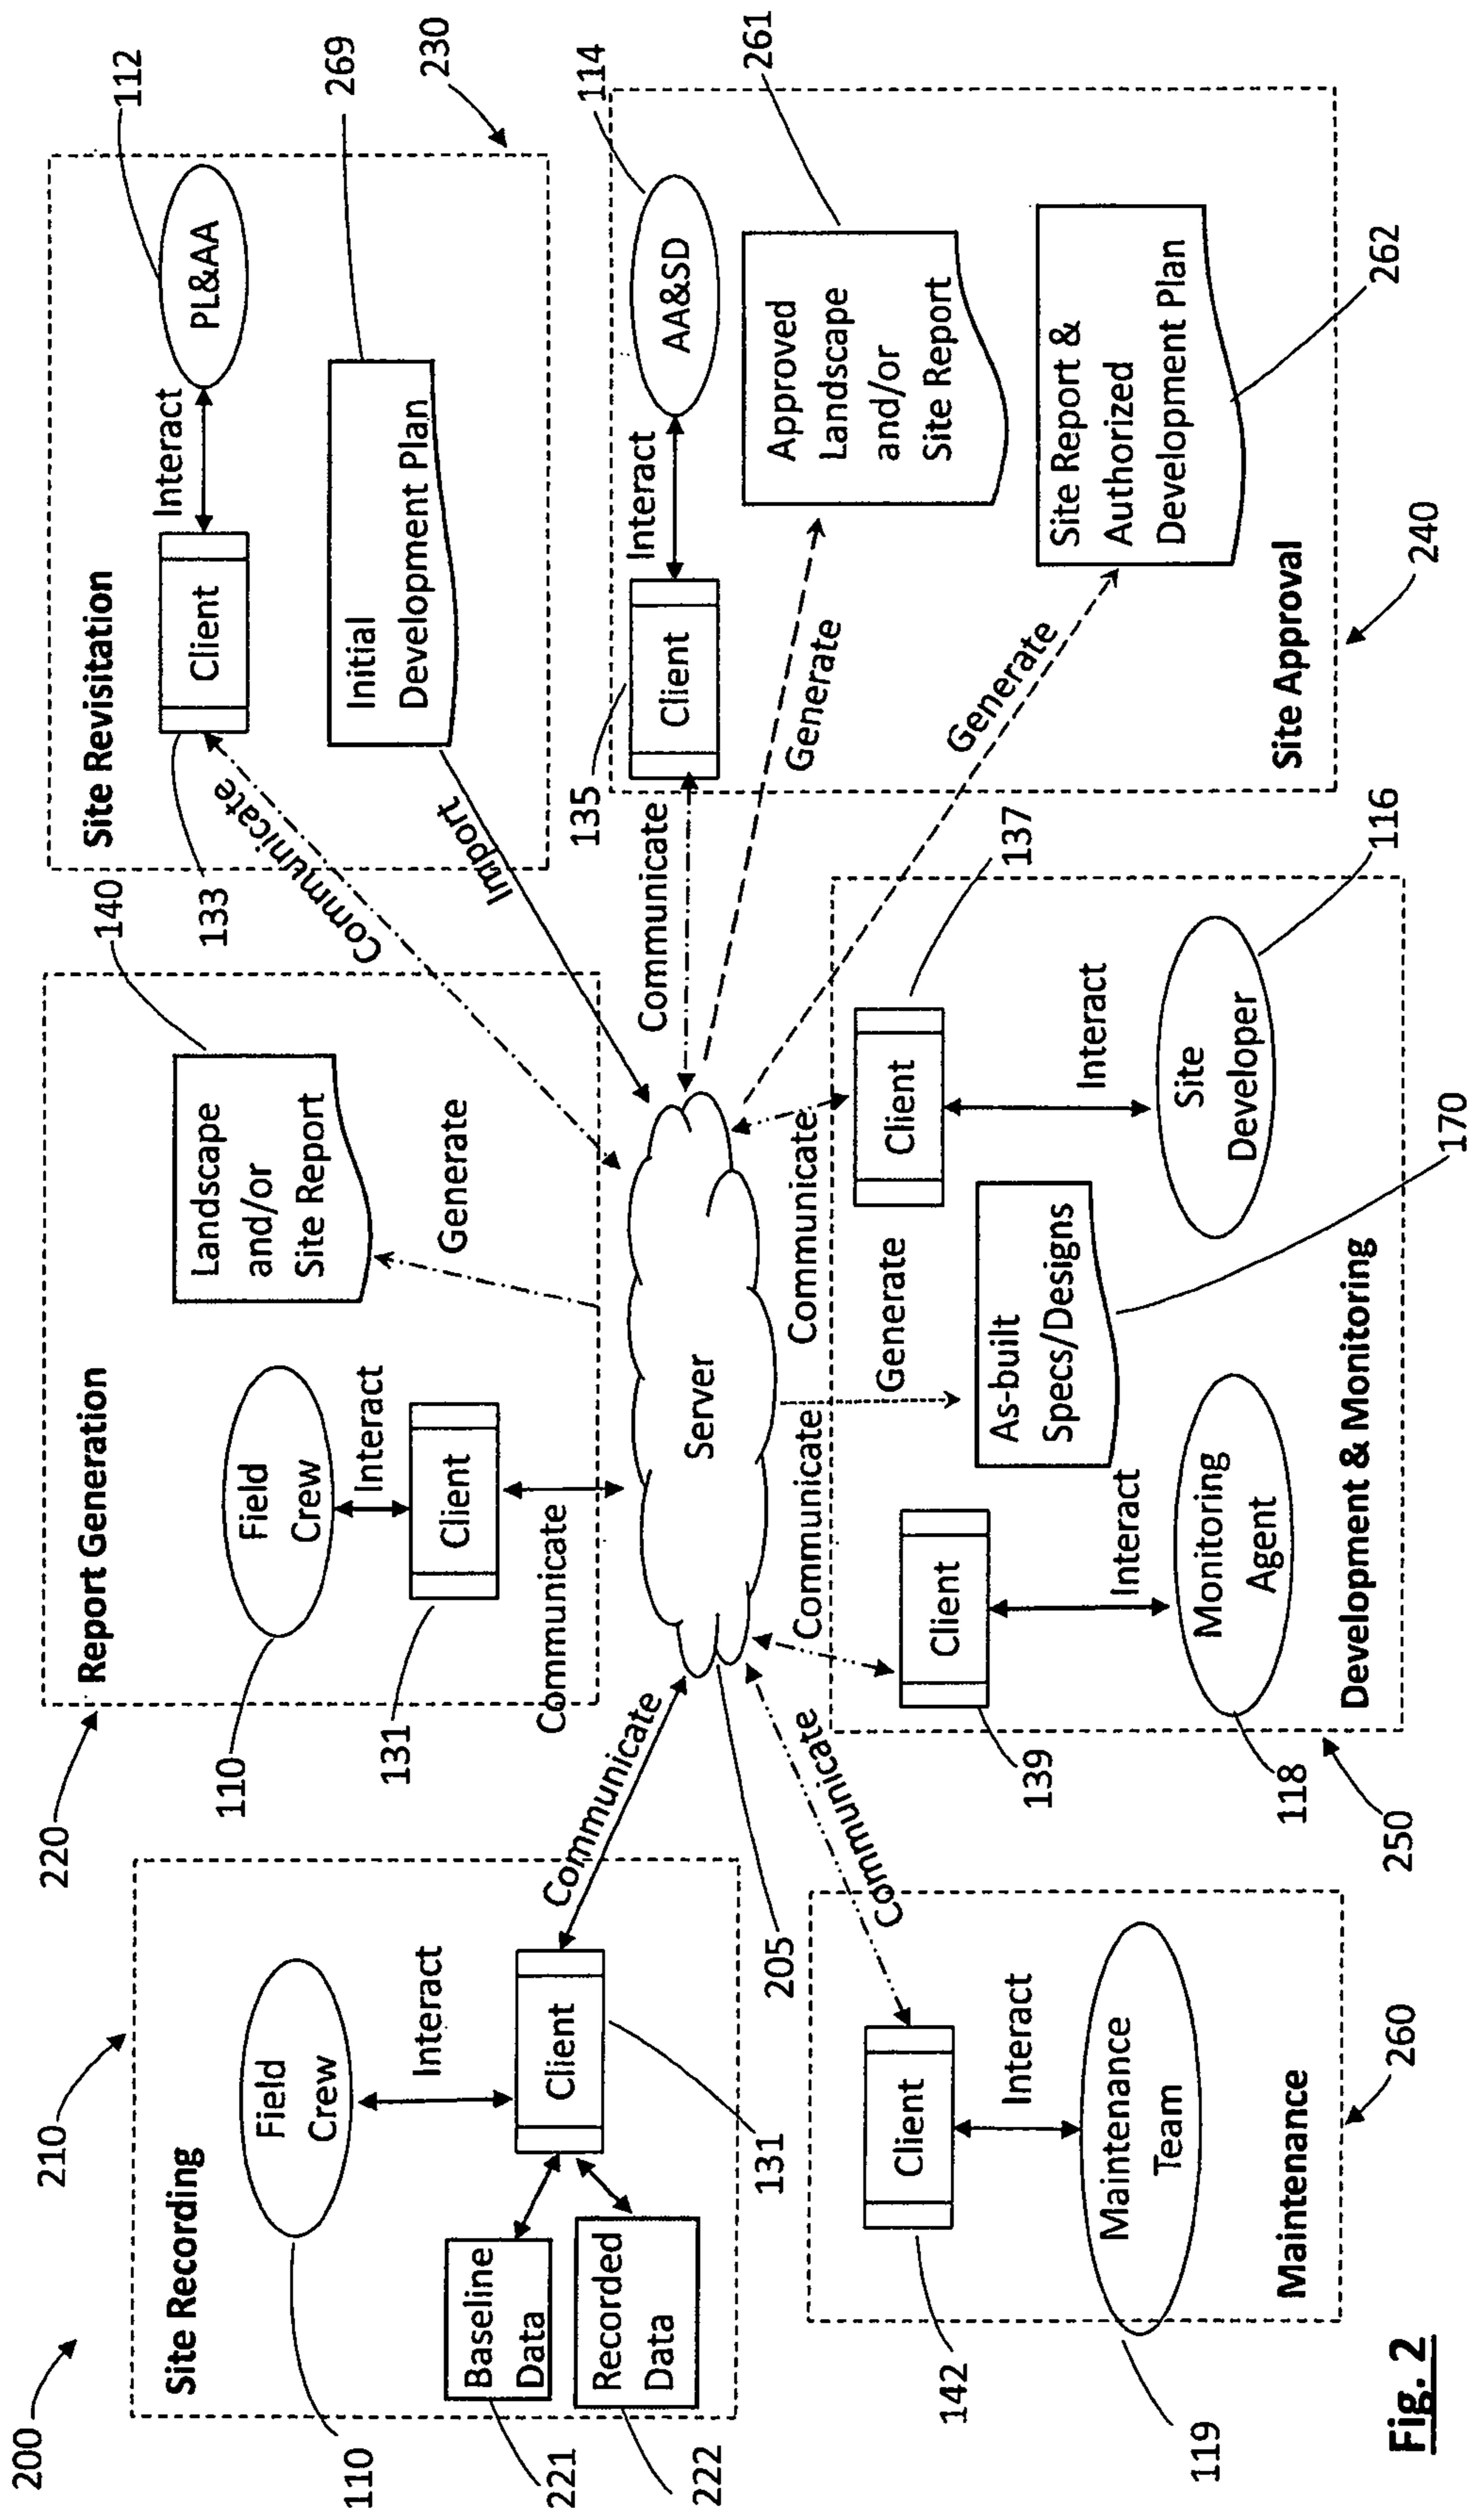 200
210
Site Recording
110
Field
Crew
Interact
Client
131
221
Baseline
Data
222
Recorded
Data
Communicate
220
Report Generation
110
Field
Crew
Interact
131
Client
Communicate
140
Landscape
and/or
Site Report
Generate
230
Site Revisitation
133
Client
Interact
PL&AA
112
Communicate
269
Initial
Development Plan
Import
Server
205
Communicate
135
Client
Interact
AA&SD
114
Generate
Approved
Landscape
and/or
Site Report
261
Generate
Site Report &
Authorized
Development Plan
262
Site Approval
240
Communicate
142
Client
Interact
Maintenance
Team
119
Maintenance
260
Communicate
139
Client
Interact
Monitoring
Agent
118
Generate
As-built
Specs/Designs
170
Communicate
137
Client
Interact
Site
Developer
116
Development & Monitoring
250
Fig. 2